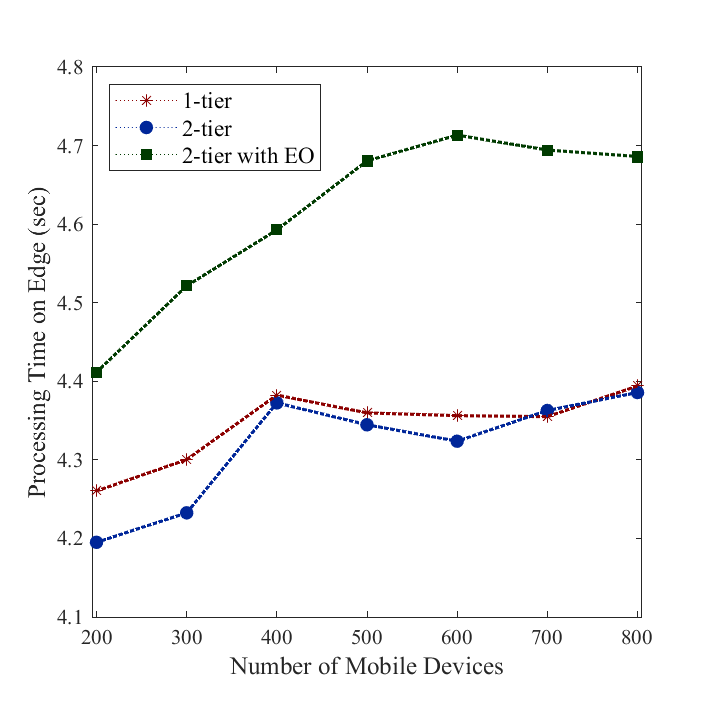 4.8
4.7
4.6
4.5
4.4
4.3
4.2
4.1
Processing Time on Edge (sec)
1-tier
2-tier
2-tier with EO
200 300 400 500 600 700 800
Number of Mobile Devices